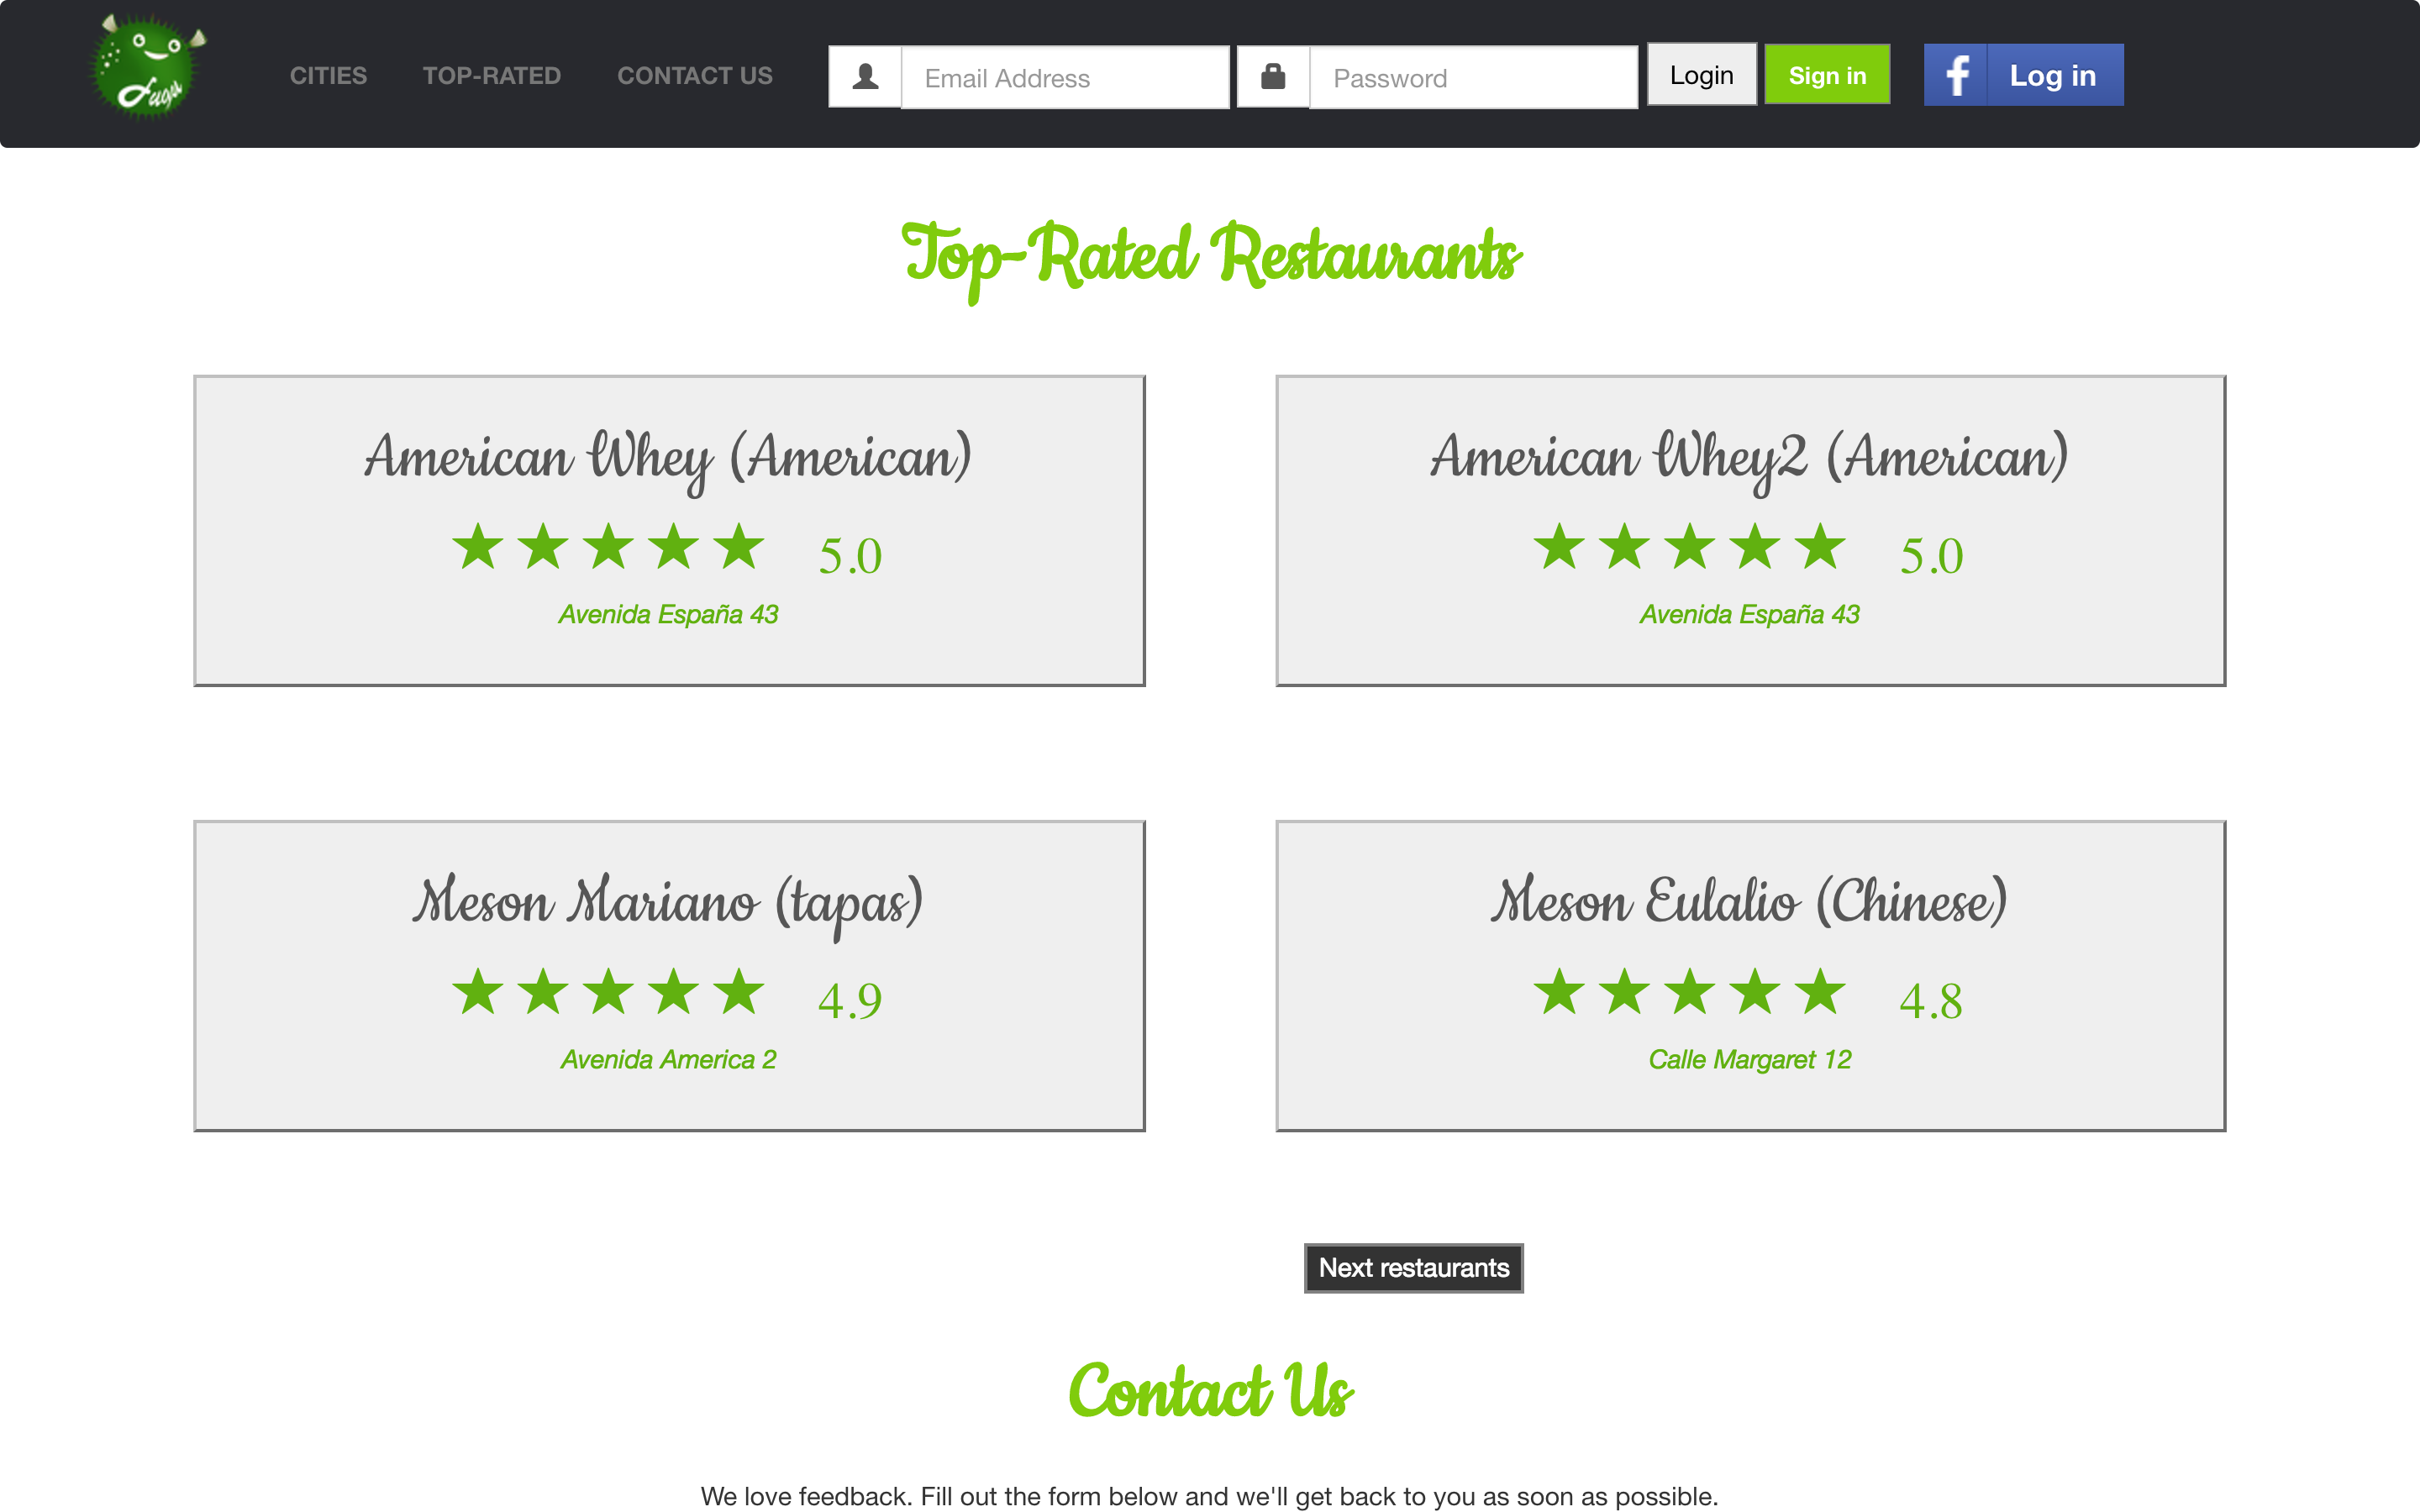 CITIES TOP-RATED CONTACT US Email Address Password Login Sign in f Log in
Top-Rated Restaurants
American Whey (American)
5.0
Avenida España 43
American Whey2 (American)
5.0
Avenida España 43
Meson Mariano (tapas)
4.9
Avenida America 2
Meson Eulalio (Chinese)
4.8
Calle Margaret 12
Next restaurants
Contact Us
We love feedback. Fill out the form below and we'll get back to you as soon as possible.